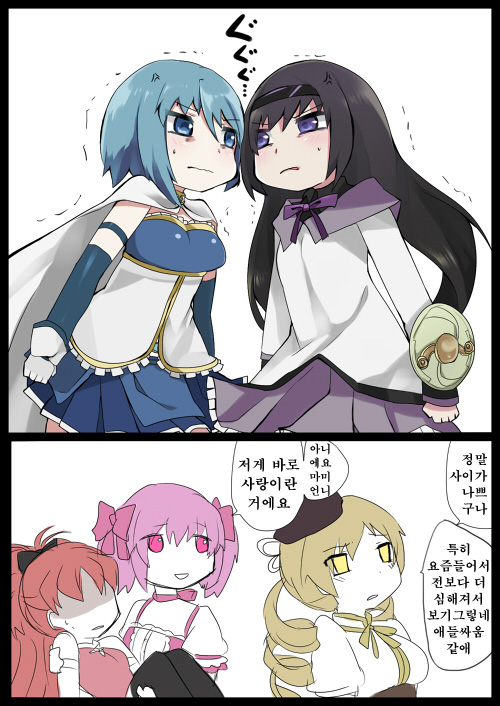 ぐぐぐ…
정말
사이가
나쁘
구나
특히
요즘들어서
전보다 더
심해져서
보기그렇네
애들싸움
같애
아니
에요
마미
언니
저게 바로
사랑이란
거에요